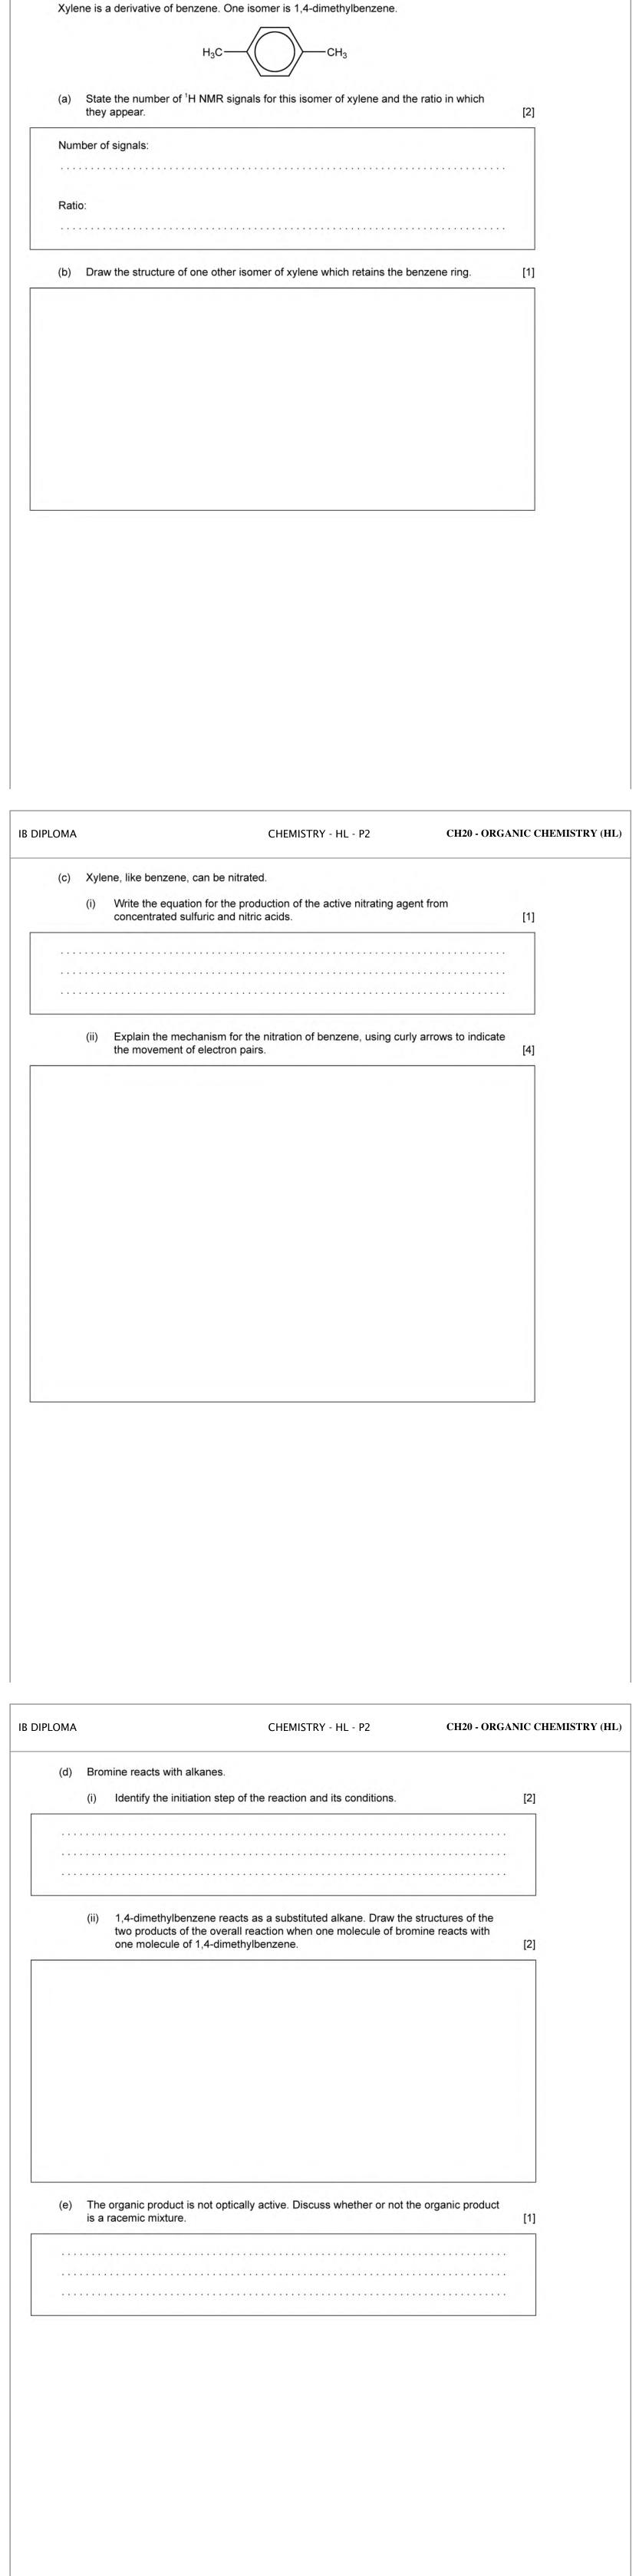 Xylene is a derivative of benzene. One isomer is 1,4-dimethylbenzene.
H₃C
CH₃
(a) State the number of ¹H NMR signals for this isomer of xylene and the ratio in which
they appear. [2]
Number of signals:
Ratio:
(b) Draw the structure of one other isomer of xylene which retains the benzene ring. [1]
IB DIPLOMA CHEMISTRY - HL - P2 CH20 - ORGANIC CHEMISTRY (HL)
(c) Xylene, like benzene, can be nitrated.
(i) Write the equation for the production of the active nitrating agent from
concentrated sulfuric and nitric acids. [1]
(ii) Explain the mechanism for the nitration of benzene, using curly arrows to indicate
the movement of electron pairs. [4]
IB DIPLOMA CHEMISTRY - HL - P2 CH20 - ORGANIC CHEMISTRY (HL)
(d) Bromine reacts with alkanes.
(i) Identify the initiation step of the reaction and its conditions. [2]
(ii) 1,4-dimethylbenzene reacts as a substituted alkane. Draw the structures of the
two products of the overall reaction when one molecule of bromine reacts with
one molecule of 1,4-dimethylbenzene. [2]
(e) The organic product is not optically active. Discuss whether or not the organic product
is a racemic mixture. [1]